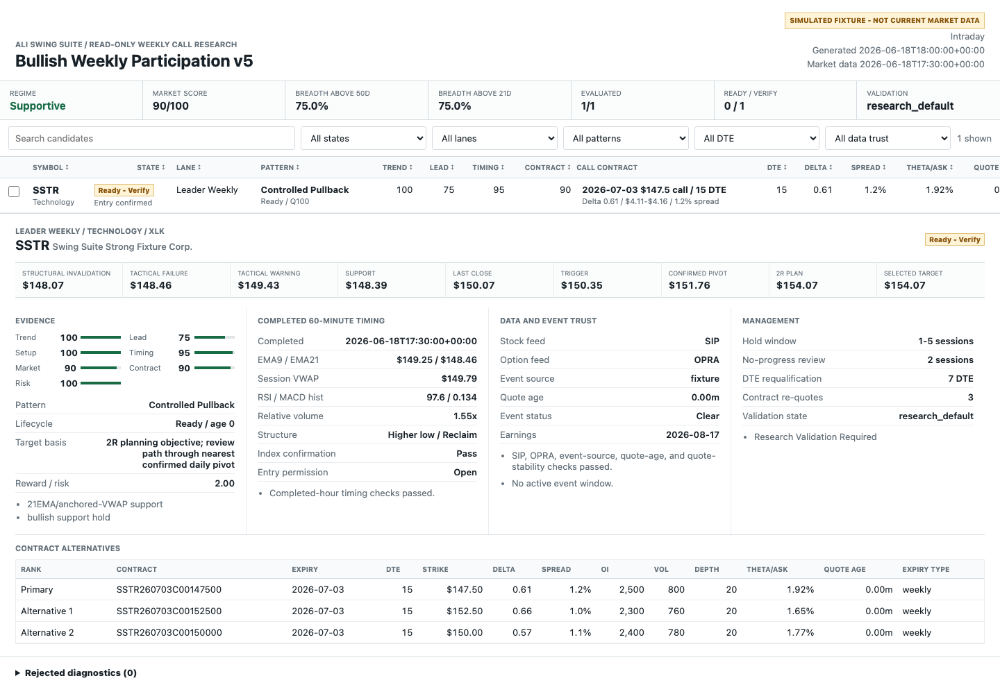 SIMULATED FIXTURE - NOT CURRENT MARKET DATA
Intraday
ALI SWING SUITE / READ-ONLY WEEKLY CALL RESEARCH
Generated 2026-06-18T18:00:00+00:00
Bullish Weekly Participation v5
Market data 2026-06-18T17:30:00+00:00
REGIME MARKET SCORE BREADTH ABOVE 50D BREADTH ABOVE 21D EVALUATED READY / VERIFY VALIDATION
Supportive 90/100 75.0% 75.0% 1/1 0 / 1 research_default
Search candidates All states All lanes All patterns All DTE All data trust 1 shown
SYMBOL ↕ STATE ↕ LANE ↕ PATTERN ↕ TREND ↕ LEAD ↕ TIMING ↕ CONTRACT ↕ CALL CONTRACT DTE ↕ DELTA ↕ SPREAD ↕ THETA/ASK ↕ QUOTE
SSTR Ready - Verify Leader Weekly Controlled Pullback 100 75 95 90 2026-07-03 $147.5 call / 15 DTE 15 0.61 1.2% 1.92% 0
Technology Entry confirmed Ready / Q100 Delta 0.61 / $4.11-$4.16 / 1.2% spread
LEADER WEEKLY / TECHNOLOGY / XLK
SSTR Swing Suite Strong Fixture Corp. Ready - Verify
STRUCTURAL INVALIDATION TACTICAL FAILURE TACTICAL WARNING SUPPORT LAST CLOSE TRIGGER CONFIRMED PIVOT 2R PLAN SELECTED TARGET
$148.07 $148.46 $149.43 $148.39 $150.07 $150.35 $151.76 $154.07 $154.07
EVIDENCE
Trend 100 Lead 75
Setup 100 Timing 95
Market 90 Contract 90
Risk 100
Pattern Controlled Pullback
Lifecycle Ready / age 0
Target basis 2R planning objective; review
path through nearest
confirmed daily pivot
Reward / risk 2.00
• 21EMA/anchored-VWAP support
• bullish support hold
COMPLETED 60-MINUTE TIMING
Completed 2026-06-18T17:30:00+00:00
EMA9 / EMA21 $149.25 / $148.46
Session VWAP $149.79
RSI / MACD hist 97.6 / 0.134
Relative volume 1.55x
Structure Higher low / Reclaim
Index confirmation Pass
Entry permission Open
• Completed-hour timing checks passed.
DATA AND EVENT TRUST
Stock feed SIP
Option feed OPRA
Event source fixture
Quote age 0.00m
Event status Clear
Earnings 2026-08-17
• SIP, OPRA, event-source, quote-age, and quote-
stability checks passed.
• No active event window.
MANAGEMENT
Hold window 1-5 sessions
No-progress review 2 sessions
DTE requalification 7 DTE
Contract re-quotes 3
Validation state research_default
• Research Validation Required
CONTRACT ALTERNATIVES
RANK CONTRACT EXPIRY DTE STRIKE DELTA SPREAD OI VOL DEPTH THETA/ASK QUOTE AGE EXPIRY TYPE
Primary SSTR260703C00147500 2026-07-03 15 $147.50 0.61 1.2% 2,500 800 20 1.92% 0.00m weekly
Alternative 1 SSTR260703C00152500 2026-07-03 15 $152.50 0.66 1.0% 2,300 760 20 1.65% 0.00m weekly
Alternative 2 SSTR260703C00150000 2026-07-03 15 $150.00 0.57 1.1% 2,400 780 20 1.77% 0.00m weekly
▶ Rejected diagnostics (0)